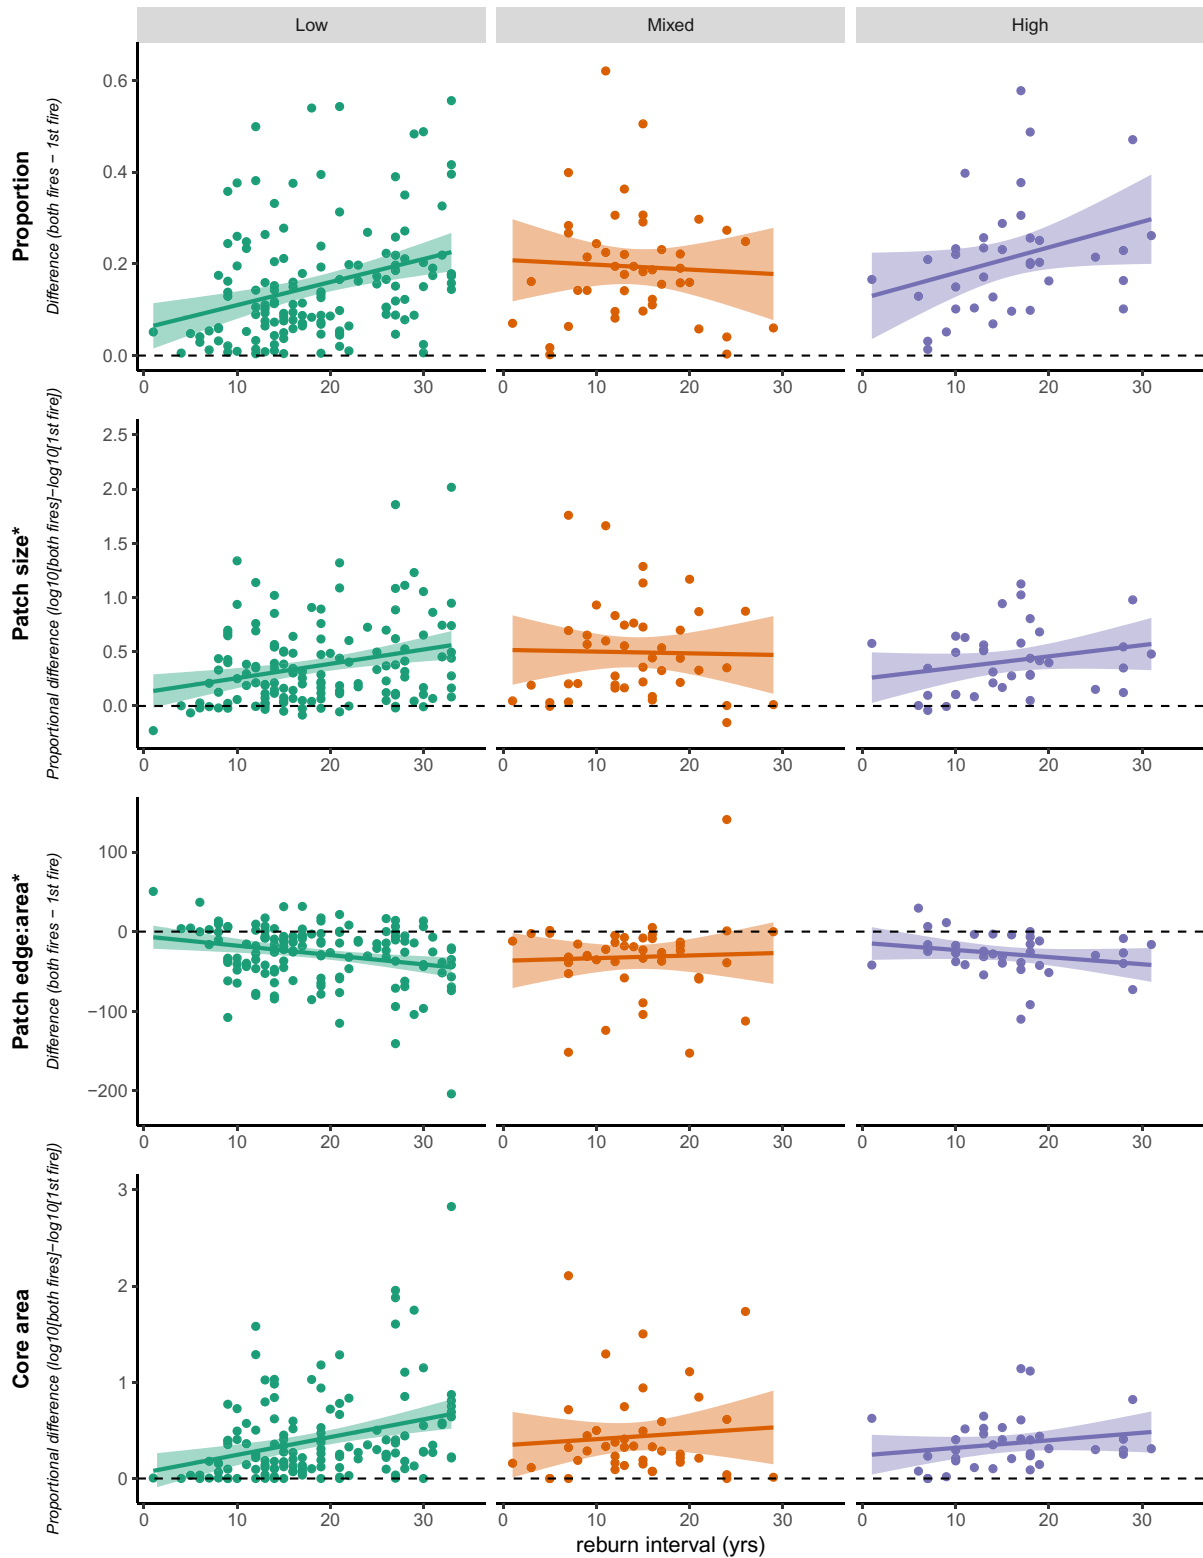 Low Mixed High
Proportion
Difference (both fires − 1st fire)
0.6
0.4
0.2
0.0
0 10 20 30 0 10 20 30 0 10 20 30
Patch size*
Proportional difference (log10[both fires]−log10[1st fire])
2.5
2.0
1.5
1.0
0.5
0.0
0 10 20 30 0 10 20 30 0 10 20 30
Patch edge:area*
Difference (both fires − 1st fire)
100
0
−100
−200
0 10 20 30 0 10 20 30 0 10 20 30
Core area
Proportional difference (log10[both fires]−log10[1st fire])
3
2
1
0
0 10 20 30 0 10 20 30 0 10 20 30
reburn interval (yrs)